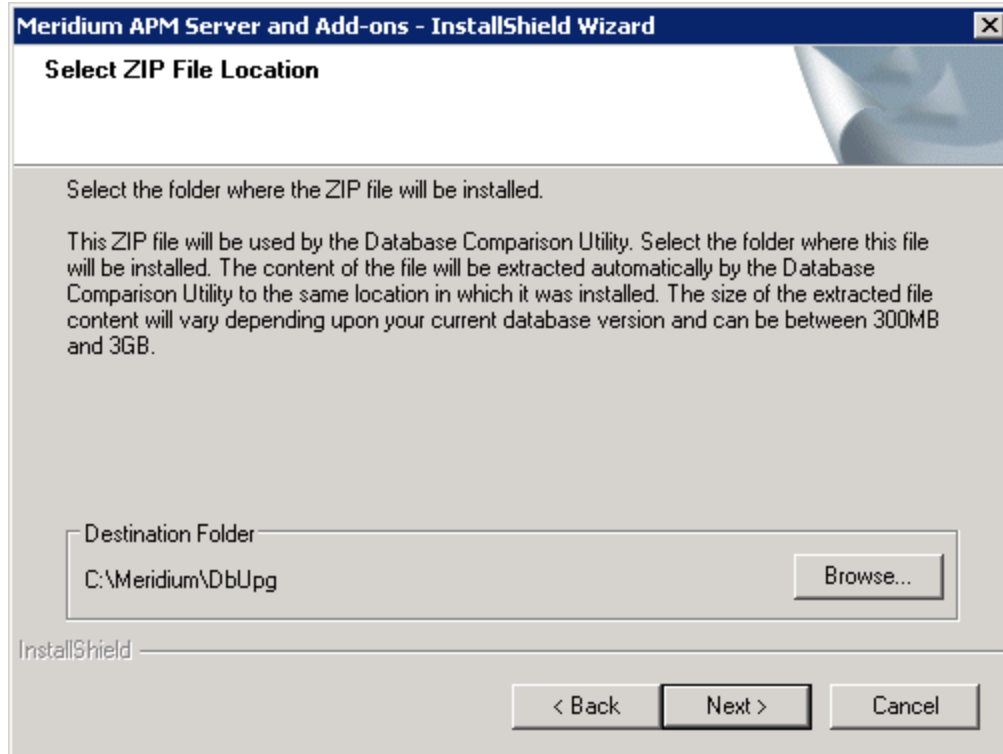 Meridium APM Server and Add-ons - InstallShield Wizard
Select ZIP File Location
Select the folder where the ZIP file will be installed.
This ZIP file will be used by the Database Comparison Utility. Select the folder where this file
will be installed. The content of the file will be extracted automatically by the Database
Comparison Utility to the same location in which it was installed. The size of the extracted file
content will vary depending upon your current database version and can be between 300MB
and 3GB.
Destination Folder
C:\Meridium\DbUpg
Browse...
InstallShield
< Back
Next >
Cancel